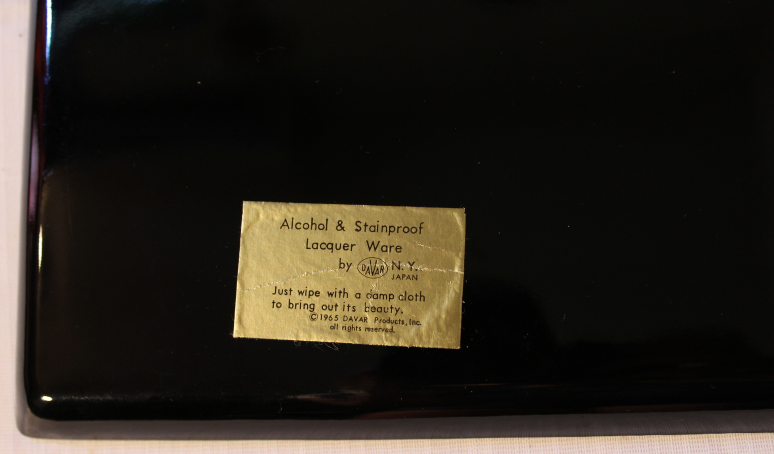 Alcohol & Stainproof
Lacquer Ware
by DAVAR N.Y.
JAPAN
Just wipe with a damp cloth
to bring out its beauty.
©1965 DAVAR Products, Inc.
all rights reserved.